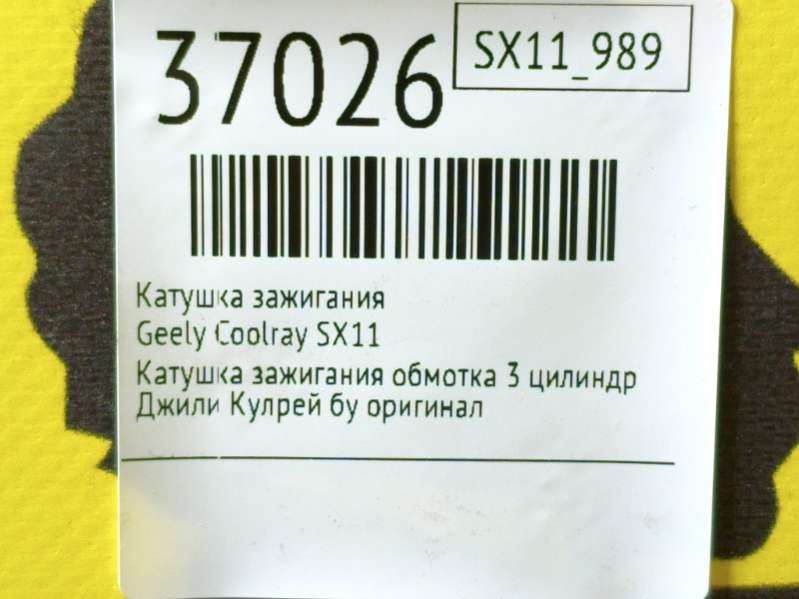 37026
SX11_989
Катушка зажигания
Geely Coolray SX11
Катушка зажигания обмотка 3 цилиндр
Джили Кулрей бу оригинал